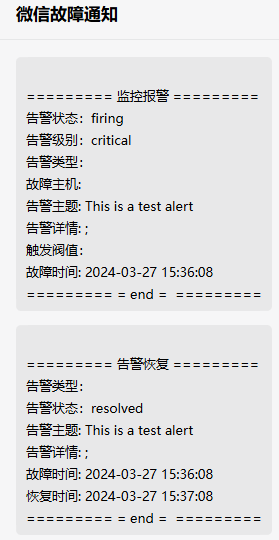 微信故障通知
========= 监控报警 =========
告警状态：firing
告警级别：critical
告警类型：
故障主机:
告警主题: This is a test alert
告警详情: ;
触发阀值：
故障时间: 2024-03-27 15:36:08
========= = end =  =========
========= 告警恢复 =========
告警类型：
告警状态：resolved
告警主题: This is a test alert
告警详情: ;
故障时间: 2024-03-27 15:36:08
恢复时间: 2024-03-27 15:37:08
========= = end =  =========